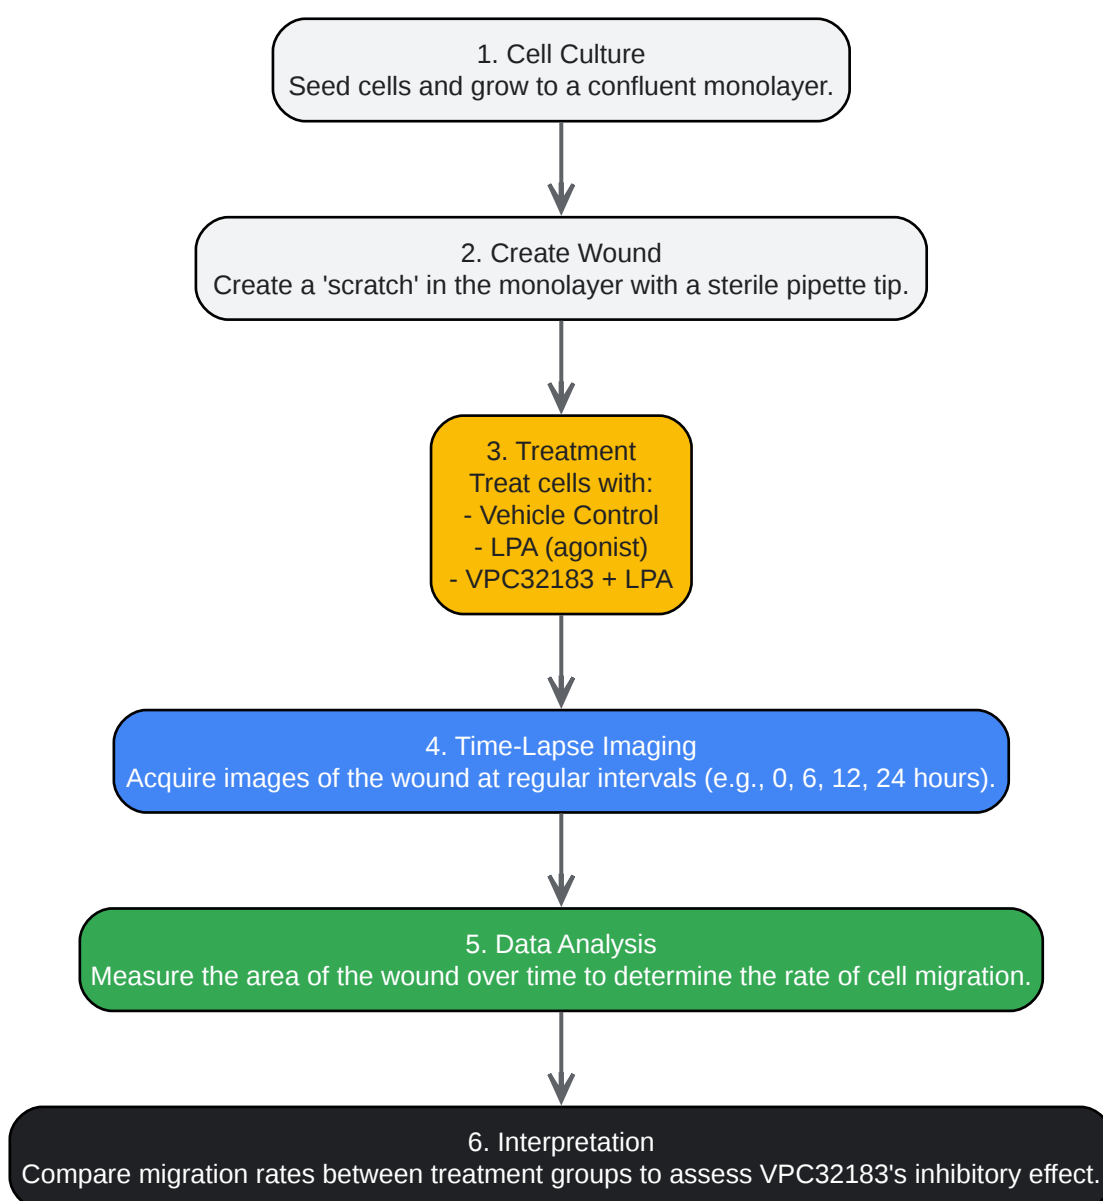 1. Cell Culture
Seed cells and grow to a confluent monolayer.
2. Create Wound
Create a 'scratch' in the monolayer with a sterile pipette tip.
3. Treatment
Treat cells with:
- Vehicle Control
- LPA (agonist)
- VPC32183 + LPA
4. Time-Lapse Imaging
Acquire images of the wound at regular intervals (e.g., 0, 6, 12, 24 hours).
5. Data Analysis
Measure the area of the wound over time to determine the rate of cell migration.
6. Interpretation
Compare migration rates between treatment groups to assess VPC32183's inhibitory effect.